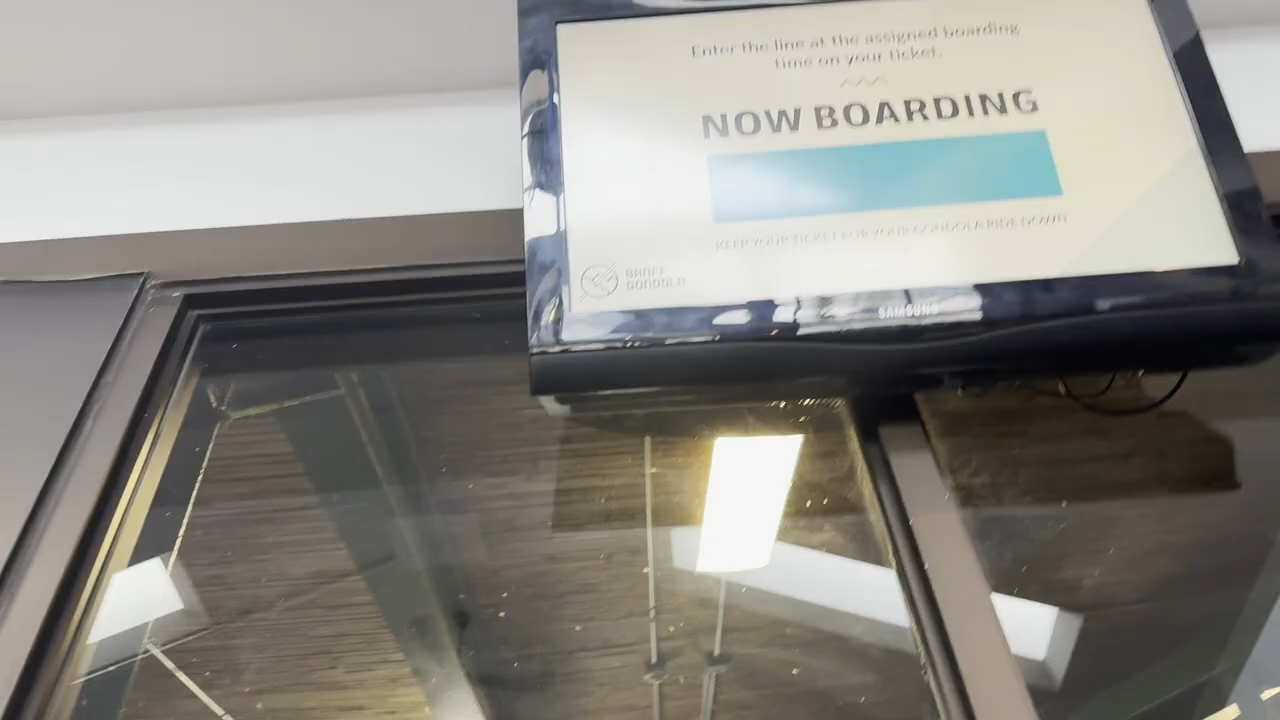 Enter the line at the assigned boarding
time on your ticket.
NOW BOARDING
KEEP YOUR TICKET FOR YOUR GONDOLA RIDE DOWN
BANFF
GONDOLA
SAMSUNG